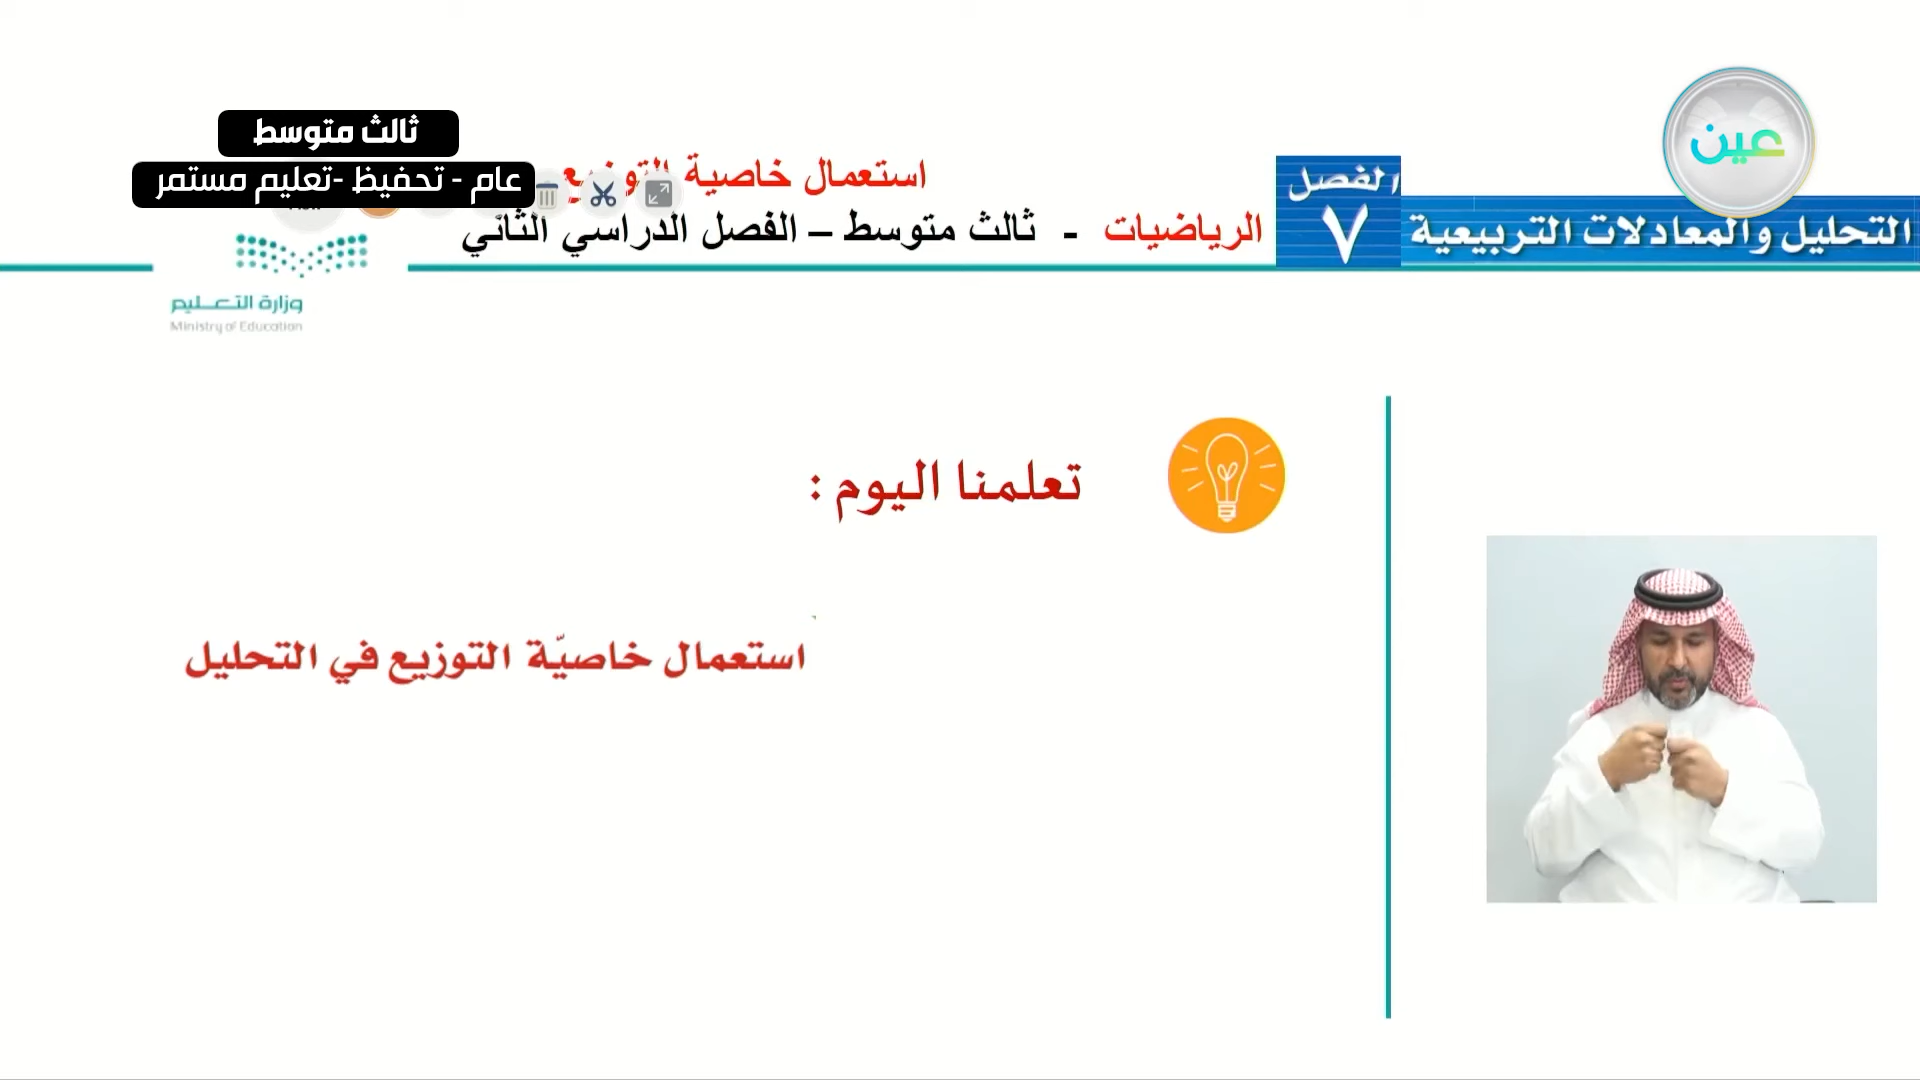 عين
ثالث متوسط
عام - تحفيظ -تعليم مستمر
استعمال خاصية التوزيع
الفصل
٧
التحليل والمعادلات التربيعية
الرياضيات - ثالث متوسط – الفصل الدراسي الثاني
وزارة التعليم
Ministry of Education
تعلمنا اليوم :
استعمال خاصيّة التوزيع في التحليل